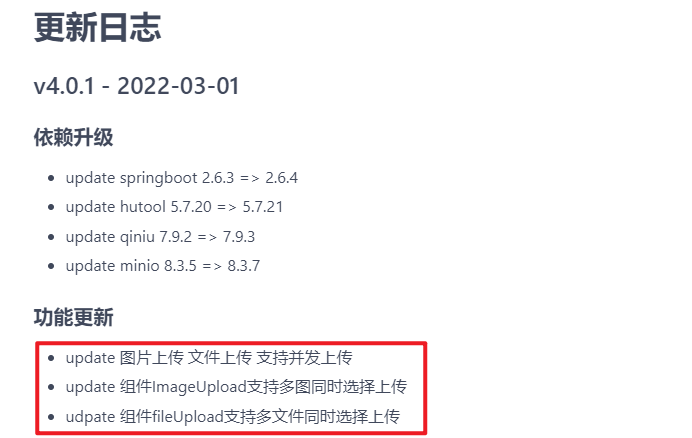 更新日志
v4.0.1 - 2022-03-01
依赖升级
update springboot 2.6.3 => 2.6.4
update hutool 5.7.20 => 5.7.21
update qiniu 7.9.2 => 7.9.3
update minio 8.3.5 => 8.3.7
功能更新
update 图片上传 文件上传 支持并发上传
update 组件ImageUpload支持多图同时选择上传
udpate 组件fileUpload支持多文件同时选择上传